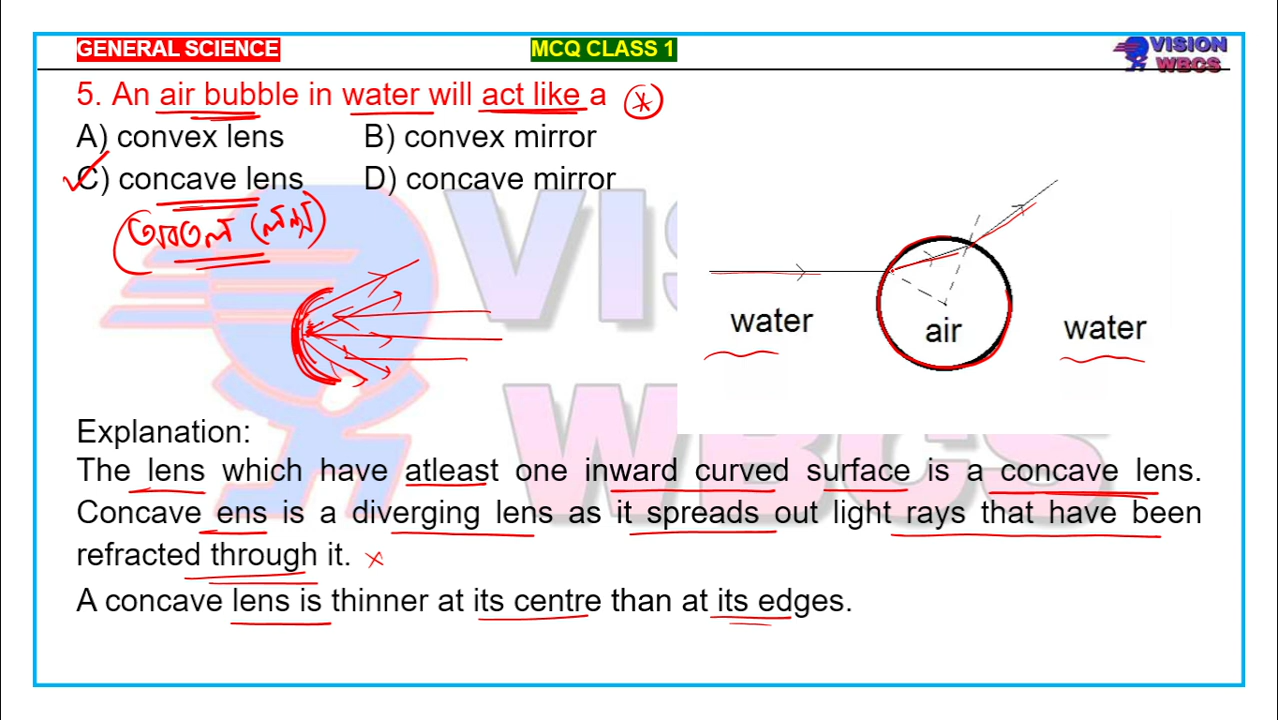 GENERAL SCIENCE
MCQ CLASS 1
VISION
WBCS
5. An air bubble in water will act like a
A) convex lens B) convex mirror
C) concave lens D) concave mirror
অবতল লেন্স
water air water
Explanation:
The lens which have atleast one inward curved surface is a concave lens.
Concave ens is a diverging lens as it spreads out light rays that have been
refracted through it.
A concave lens is thinner at its centre than at its edges.
VISION
WBCS